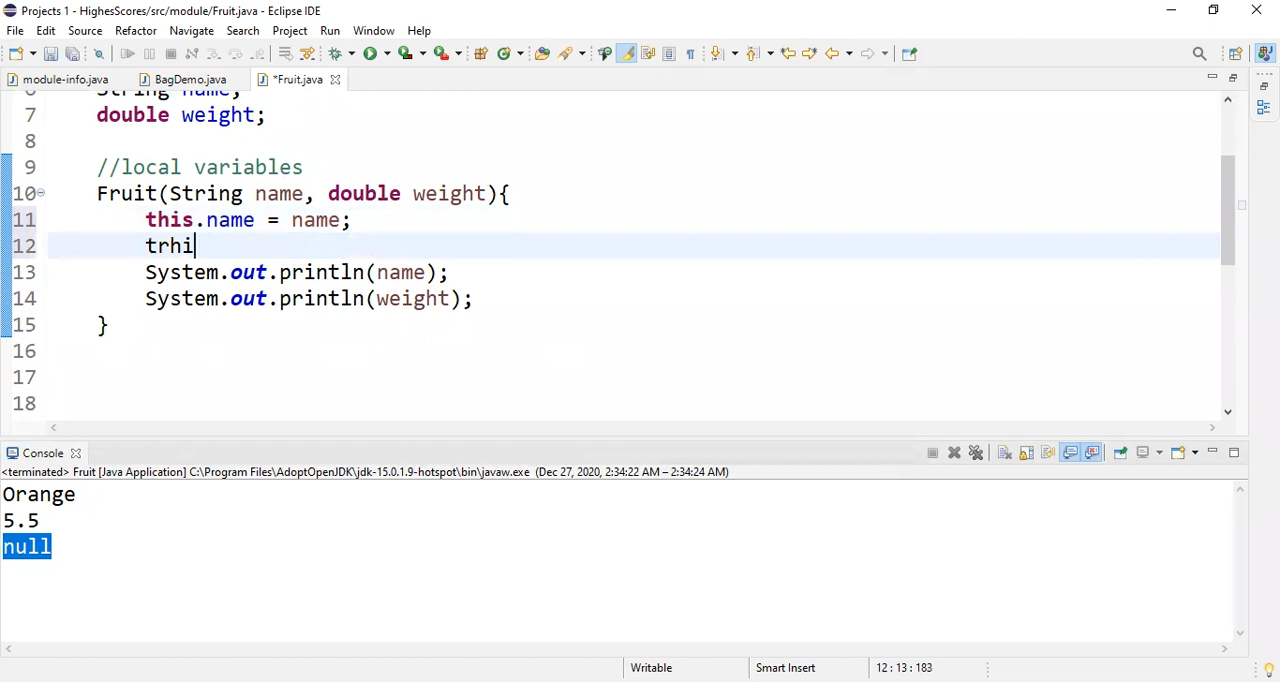 Projects 1 - HighesScores/src/module/Fruit.java - Eclipse IDE
File Edit Source Refactor Navigate Search Project Run Window Help
module-info.java BagDemo.java *Fruit.java
6 String name;
7 double weight;
8
9 //local variables
10 Fruit(String name, double weight){
11 this.name = name;
12 trhi
13 System.out.println(name);
14 System.out.println(weight);
15 }
16
17
18
Console
<terminated> Fruit [Java Application] C:\Program Files\AdoptOpenJDK\jdk-15.0.1.9-hotspot\bin\javaw.exe (Dec 27, 2020, 2:34:22 AM – 2:34:24 AM)
Orange
5.5
null
Writable Smart Insert 12 : 13 : 183